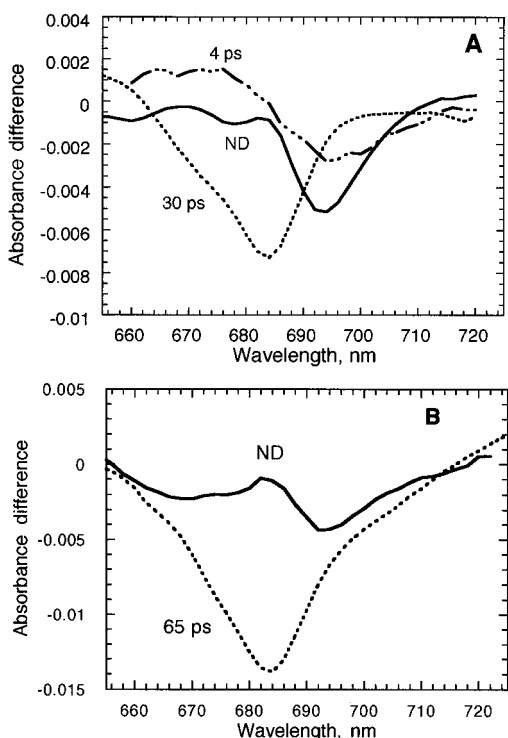 0.004
A
4 ps
0.002
0
ND
-0.002
-0.004
30 ps
-0.006
-0.008
-0.01
Absorbance difference
660 670 680 690 700 710 720
Wavelength, nm
0.005
B
ND
0
-0.005
65 ps
-0.01
-0.015
Absorbance difference
660 670 680 690 700 710 720
Wavelength, nm